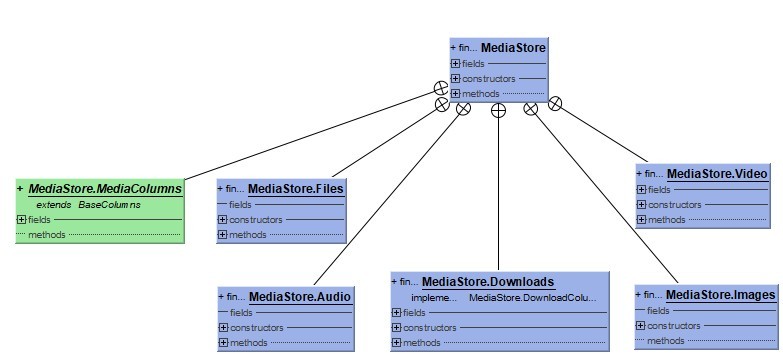 + fin... MediaStore
fields
constructors
methods
+ MediaStore.MediaColumns
extends BaseColumns
fields
methods
+ fin... MediaStore.Files
fields
constructors
methods
+ fin... MediaStore.Video
fields
constructors
methods
+ fin... MediaStore.Audio
fields
constructors
methods
+ fin... MediaStore.Downloads
impleme... MediaStore.DownloadColu...
fields
constructors
methods
+ fin... MediaStore.Images
fields
constructors
methods